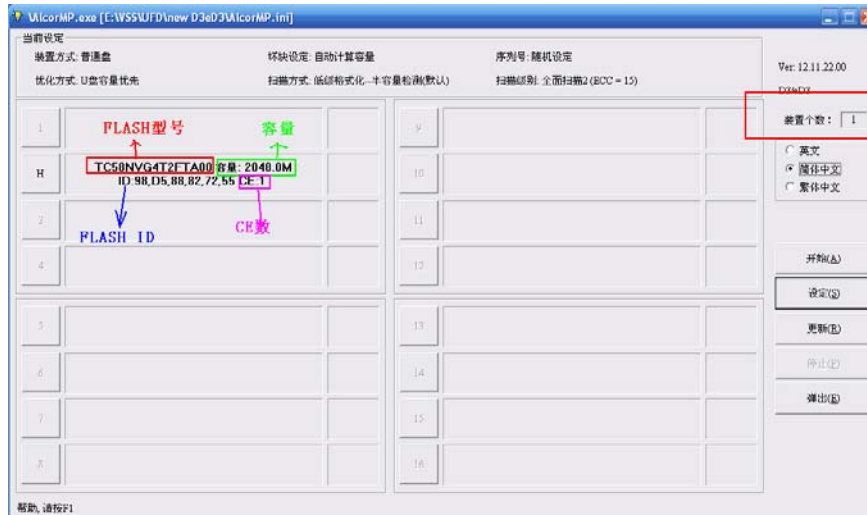 \AlcorMP.exe [E:\WSS\UFD\new D3eD3\AlcorMP.ini]
当前设定
装置方式: 普通盘
坏块设定: 自动计算容量
序列号: 随机设定
优化方式: U盘容量优先
扫描方式: 低级格式化--半容量检测(默认)
扫描级别: 全面扫描2 (ECC = 15)
Ver: 12.11.22.00
D3eD3
装置个数： 1
英文
简体中文
繁体中文
1
FLASH型号
容量
H
TC58NVG4T2FTA00 容量: 2048.0M
ID:98,D5,88,82,72,55 CE:1
FLASH ID
CE数
3
4
5
6
7
8
9
10
11
12
13
14
15
16
开始(A)
设定(S)
更新(R)
停止(P)
弹出(E)
帮助, 请按F1